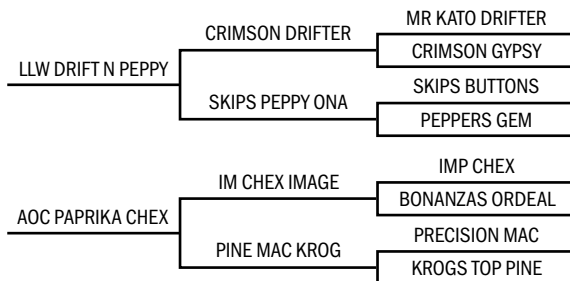 MR KATO DRIFTER
CRIMSON DRIFTER
CRIMSON GYPSY
LLW DRIFT N PEPPY
SKIPS BUTTONS
SKIPS PEPPY ONA
PEPPERS GEM
IMP CHEX
IM CHEX IMAGE
BONANZAS ORDEAL
AOC PAPRIKA CHEX
PRECISION MAC
PINE MAC KROG
KROGS TOP PINE